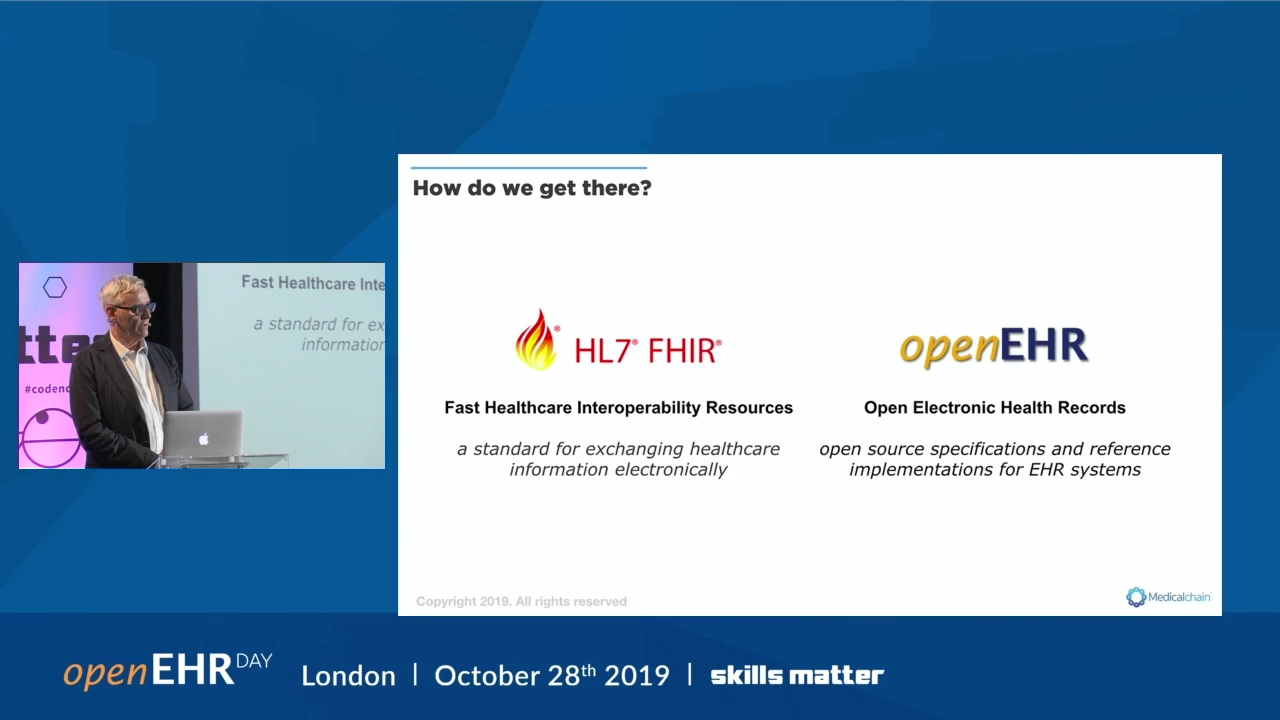 How do we get there?
HL7® FHIR®
Fast Healthcare Interoperability Resources
a standard for exchanging healthcare
information electronically
openEHR
Open Electronic Health Records
open source specifications and reference
implementations for EHR systems
Copyright 2019. All rights reserved
Medicalchain
Fast Healthcare Inte
a standard for ex
information
tter
#codeno
openEHR DAY
London | October 28th 2019 | skills matter